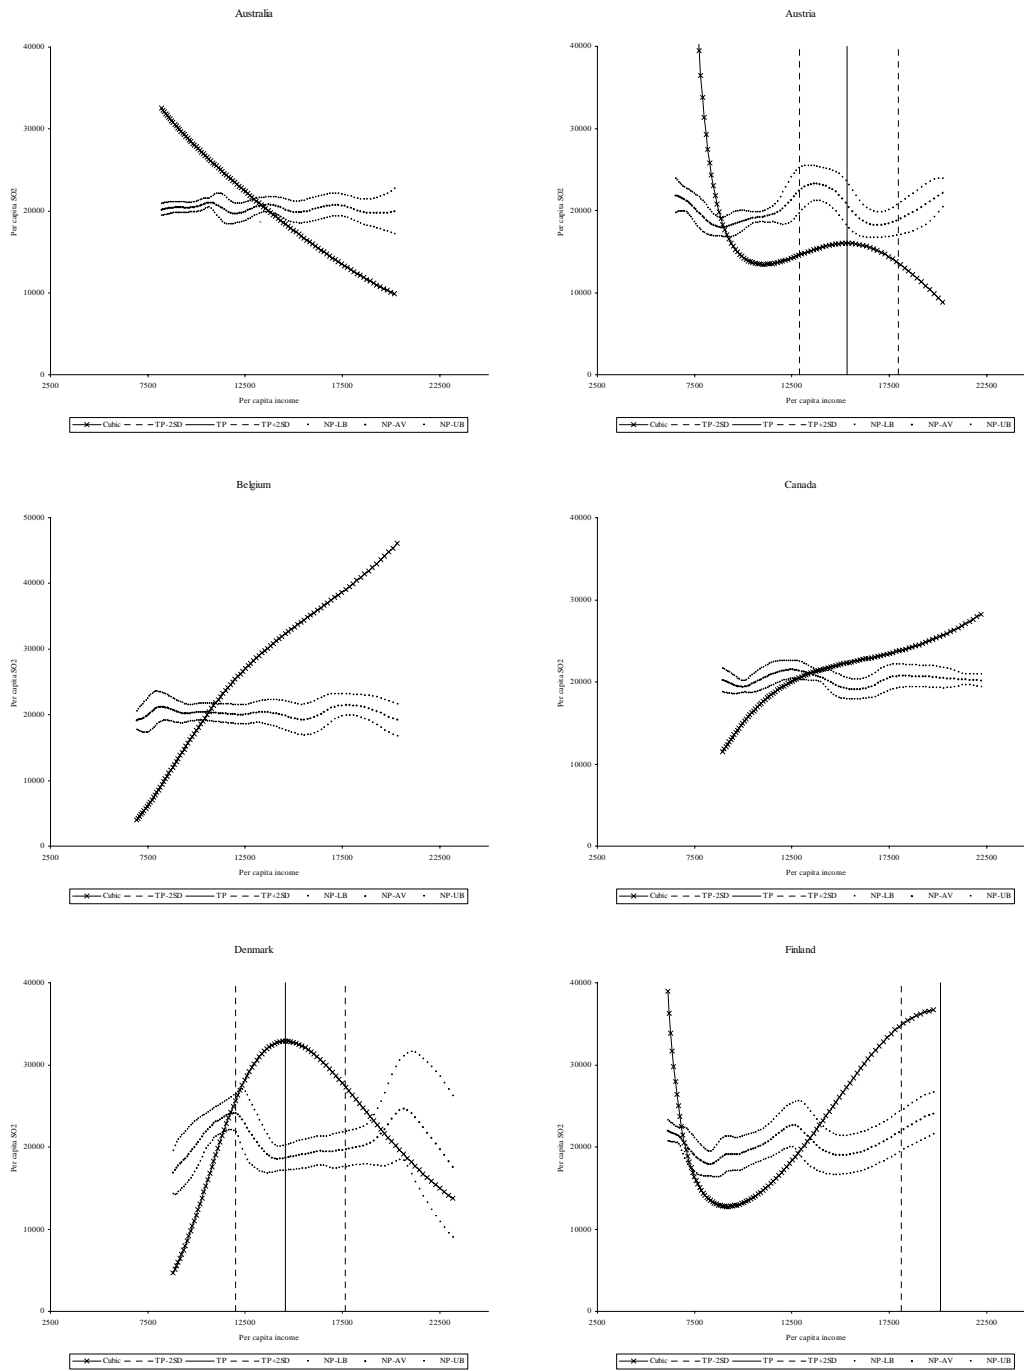 Australia
Austria
40000
30000
20000
10000
0
Per capita SO2
2500 7500 12500 17500 22500
Per capita income
Cubic TP-2SD TP TP+2SD NP-LB NP-AV NP-UB
40000
30000
20000
10000
0
Per capita SO2
2500 7500 12500 17500 22500
Per capita income
Cubic TP-2SD TP TP+2SD NP-LB NP-AV NP-UB
Belgium
Canada
50000
40000
30000
20000
10000
0
Per capita SO2
2500 7500 12500 17500 22500
Per capita income
Cubic TP-2SD TP TP+2SD NP-LB NP-AV NP-UB
40000
30000
20000
10000
0
Per capita SO2
2500 7500 12500 17500 22500
Per capita income
Cubic TP-2SD TP TP+2SD NP-LB NP-AV NP-UB
Denmark
Finland
40000
30000
20000
10000
0
Per capita SO2
2500 7500 12500 17500 22500
Per capita income
Cubic TP-2SD TP TP+2SD NP-LB NP-AV NP-UB
40000
30000
20000
10000
0
Per capita SO2
2500 7500 12500 17500 22500
Per capita income
Cubic TP-2SD TP TP+2SD NP-LB NP-AV NP-UB